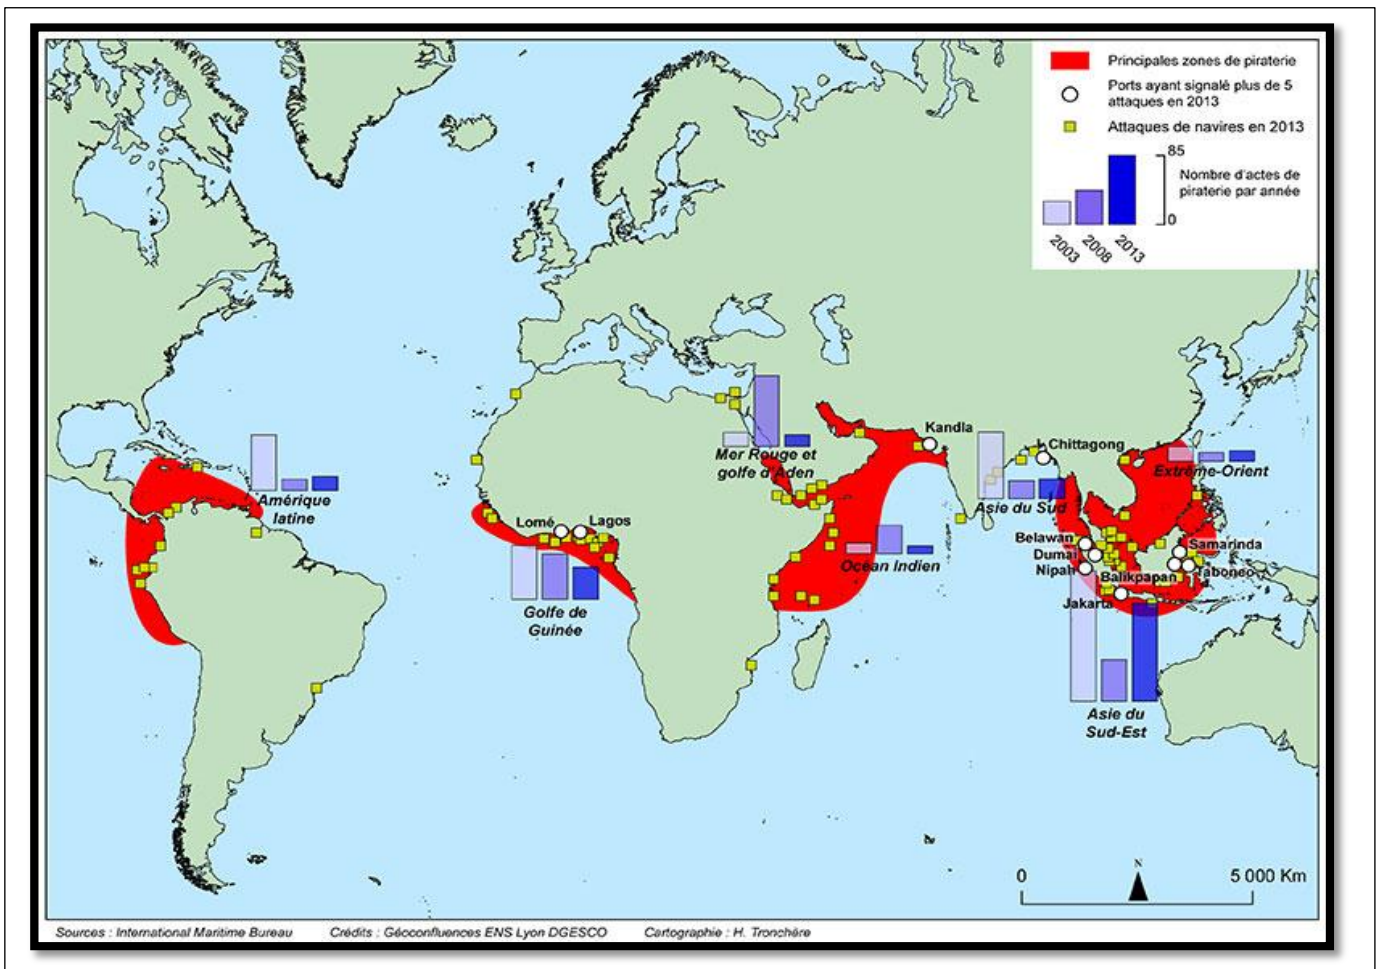 Principales zones de piraterie
Ports ayant signalé plus de 5
attaques en 2013
Attaques de navires en 2013
85
Nombre d'actes de
piraterie par année
0
2003
2008
2013
Kandla
Chittagong
Mer Rouge et
golfe d'Aden
Extrême-Orient
Amérique
latine
Asie du Sud
Lomé
Lagos
Belawan
Samarinda
Dumai
Océan Indien
Nipah
Balikpapan
Taboneo
Jakarta
Golfe de
Guinée
Asie du
Sud-Est
N
0
5 000 Km
Sources : International Maritime Bureau
Crédits : Géoconfluences ENS Lyon DGESCO
Cartographie : H. Tronchère